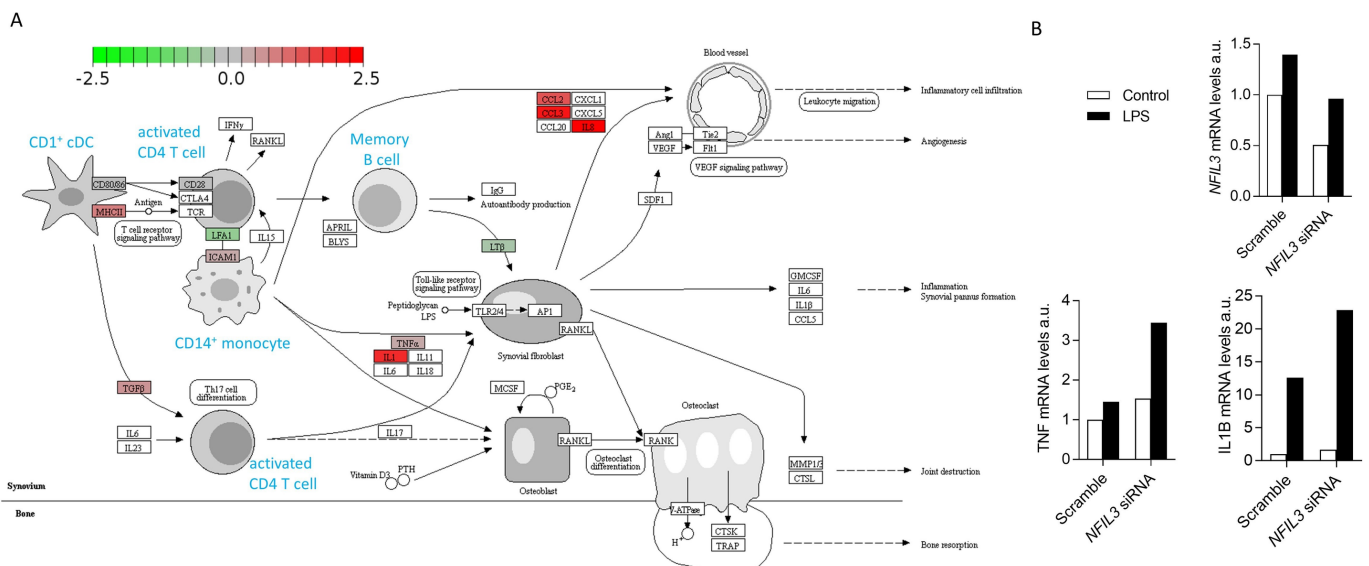 A
-2.5 0.0 2.5
CD1+ cDC
activated
CD4 T cell
IFNγ
RANKL
CD80/86
CD28
CTLA4
MHCII
Antigen
TCR
T cell receptor
signaling pathway
LFA1
ICAM1
IL15
CD14+ monocyte
Memory
B cell
APRIL
BLYS
IgG
Autoantibody production
LTβ
CCL2 CXCL1
CCL3 CXCL5
CCL20 IL8
Blood vessel
Ang1 Tie2
VEGF Flt1
VEGF signaling pathway
Leukocyte migration
Inflammatory cell infiltration
Angiogenesis
SDF1
Toll-like receptor
signaling pathway
Peptidoglycan
LPS
TLR2/4
AP1
RANKL
Synovial fibroblast
GMCSF
IL6
IL1β
CCL5
Inflammation
Synovial pannus formation
TNFα
IL1 IL11
IL6 IL18
TGFβ
Th17 cell
differentiation
IL6
IL23
activated
CD4 T cell
IL17
MCSF
PGE2
RANKL
Osteoblast
Vitamin D3
PTH
Osteoclast
differentiation
Osteoclast
RANK
V-ATPase
H+
CTSK
TRAP
MMP1/3
CTSL
Joint destruction
Bone resorption
Synovium
Bone
B
Control
LPS
NFIL3 mRNA levels a.u.
1.5
1.0
0.5
0.0
Scramble
NFIL3 siRNA
TNF mRNA levels a.u.
4
3
2
1
0
Scramble
NFIL3 siRNA
IL1B mRNA levels a.u.
25
20
15
10
5
0
Scramble
NFIL3 siRNA